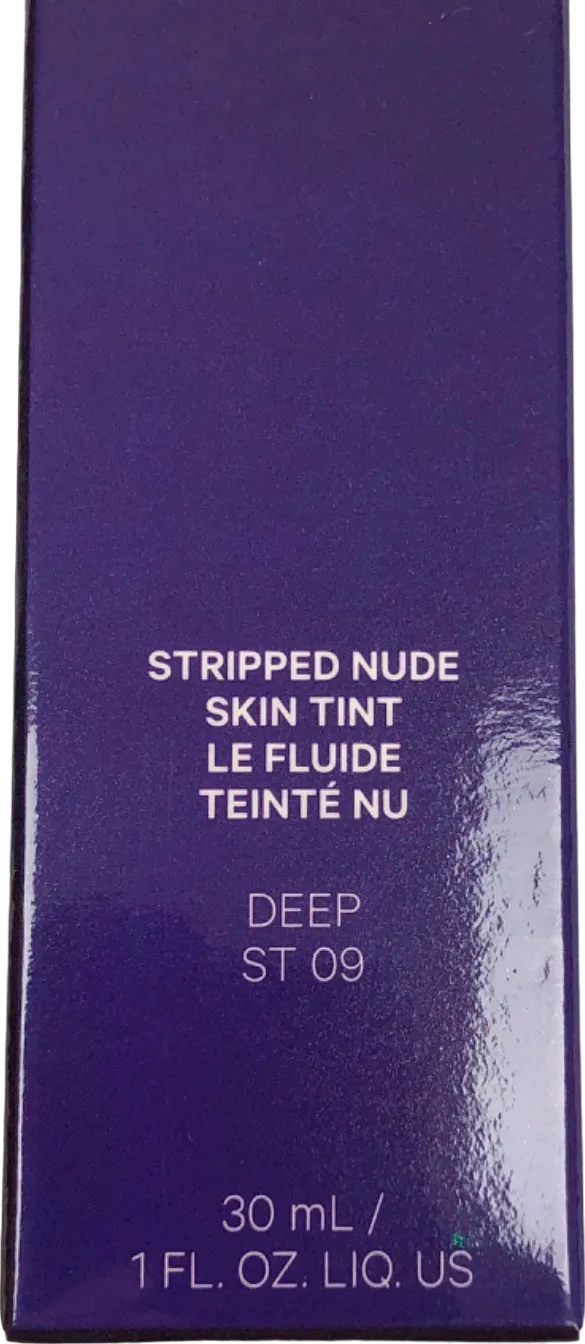 STRIPPED NUDE
SKIN TINT
LE FLUIDE
TEINTÉ NU
DEEP
ST 09
30 mL /
1 FL. OZ. LIQ. US